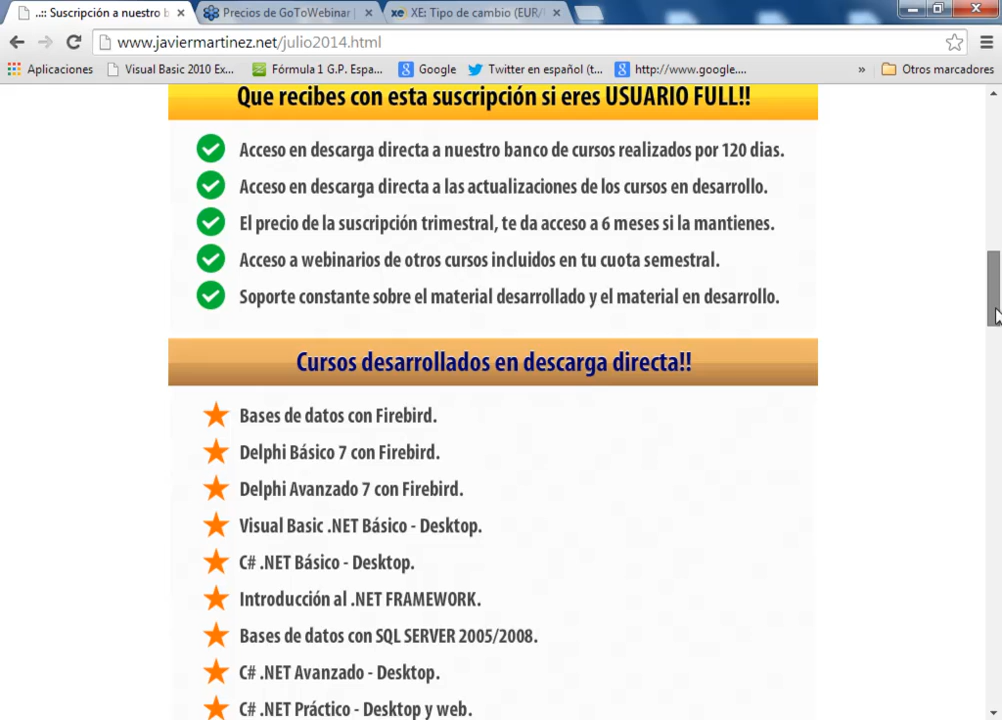 ..: Suscripción a nuestro b
Precios de GoToWebinar |
XE: Tipo de cambio (EUR/
www.javiermartinez.net/julio2014.html
Aplicaciones
Visual Basic 2010 Ex...
Fórmula 1 G.P. Espa...
Google
Twitter en español (t...
http://www.google....
»
Otros marcadores
Que recibes con esta suscripción si eres USUARIO FULL!!
Acceso en descarga directa a nuestro banco de cursos realizados por 120 dias.
Acceso en descarga directa a las actualizaciones de los cursos en desarrollo.
El precio de la suscripción trimestral, te da acceso a 6 meses si la mantienes.
Acceso a webinarios de otros cursos incluidos en tu cuota semestral.
Soporte constante sobre el material desarrollado y el material en desarrollo.
Cursos desarrollados en descarga directa!!
Bases de datos con Firebird.
Delphi Básico 7 con Firebird.
Delphi Avanzado 7 con Firebird.
Visual Basic .NET Básico - Desktop.
C# .NET Básico - Desktop.
Introducción al .NET FRAMEWORK.
Bases de datos con SQL SERVER 2005/2008.
C# .NET Avanzado - Desktop.
C# .NET Práctico - Desktop y web.